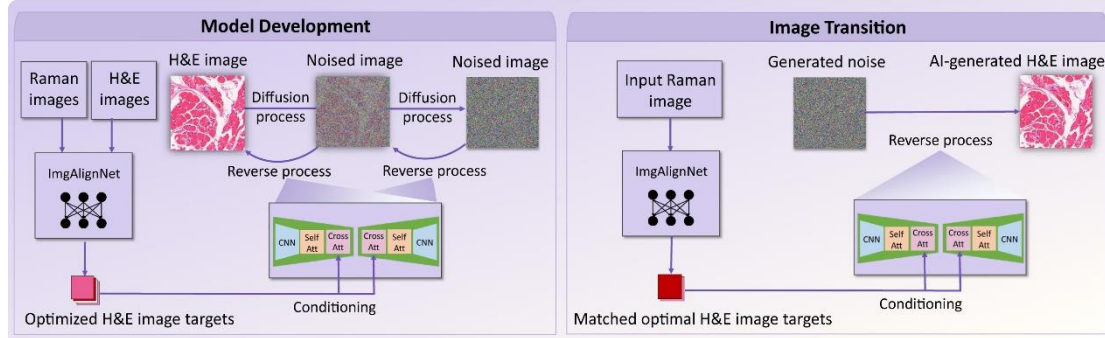 Model Development
H&E image
Noised image
Noised image
Raman
images
H&E
images
Diffusion
process
Diffusion
process
Reverse process
Reverse process
ImgAlignNet
CNN
Self
Att
Cross
Att
Cross
Att
Self
Att
CNN
Conditioning
Optimized H&E image targets
Image Transition
Input Raman
image
Generated noise
AI-generated H&E image
Reverse process
ImgAlignNet
CNN
Self
Att
Cross
Att
Cross
Att
Self
Att
CNN
Conditioning
Matched optimal H&E image targets